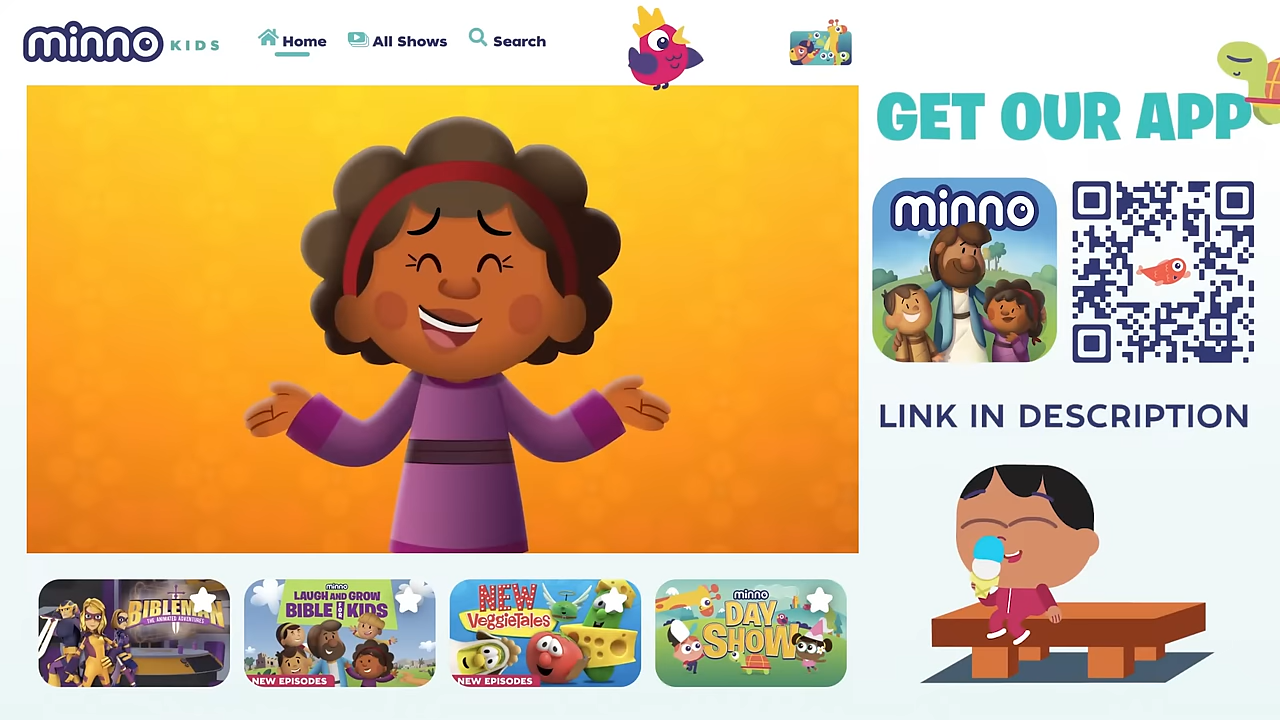 minno KIDS
Home
All Shows
Search
GET OUR APP
minno
LINK IN DESCRIPTION
BIBLEMAN
THE ANIMATED ADVENTURES
minno
LAUGH AND GROW
BIBLE FOR KIDS
NEW EPISODES
NEW
VeggieTales
NEW EPISODES
minno
DAY
SHOW